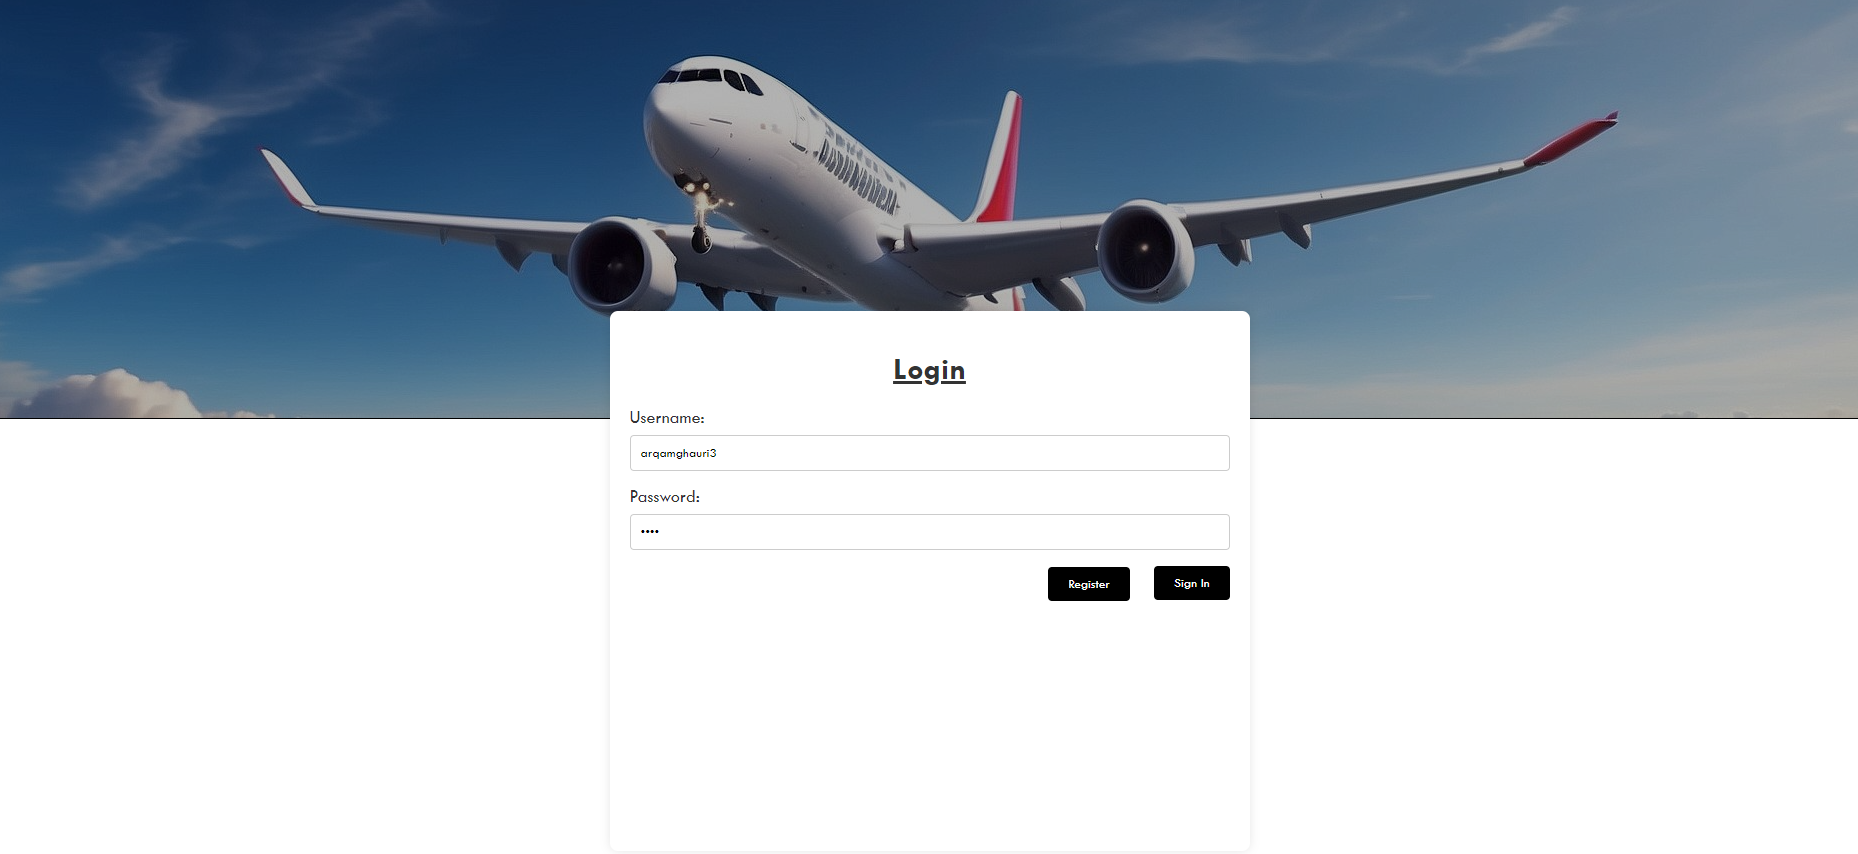 Login
Username:
arqamghauri3
Password:
••••
Register Sign In